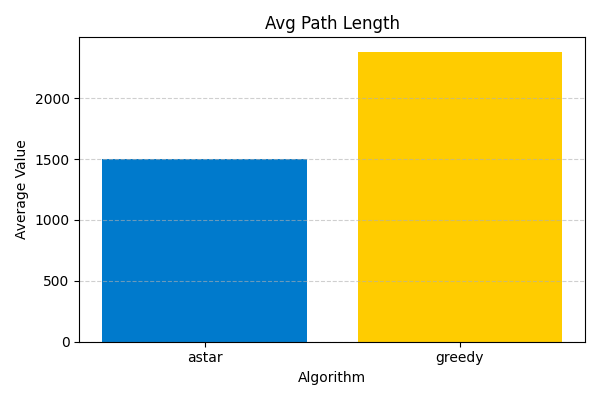 Avg Path Length
Average Value
2000
1500
1000
500
0
astar
greedy
Algorithm